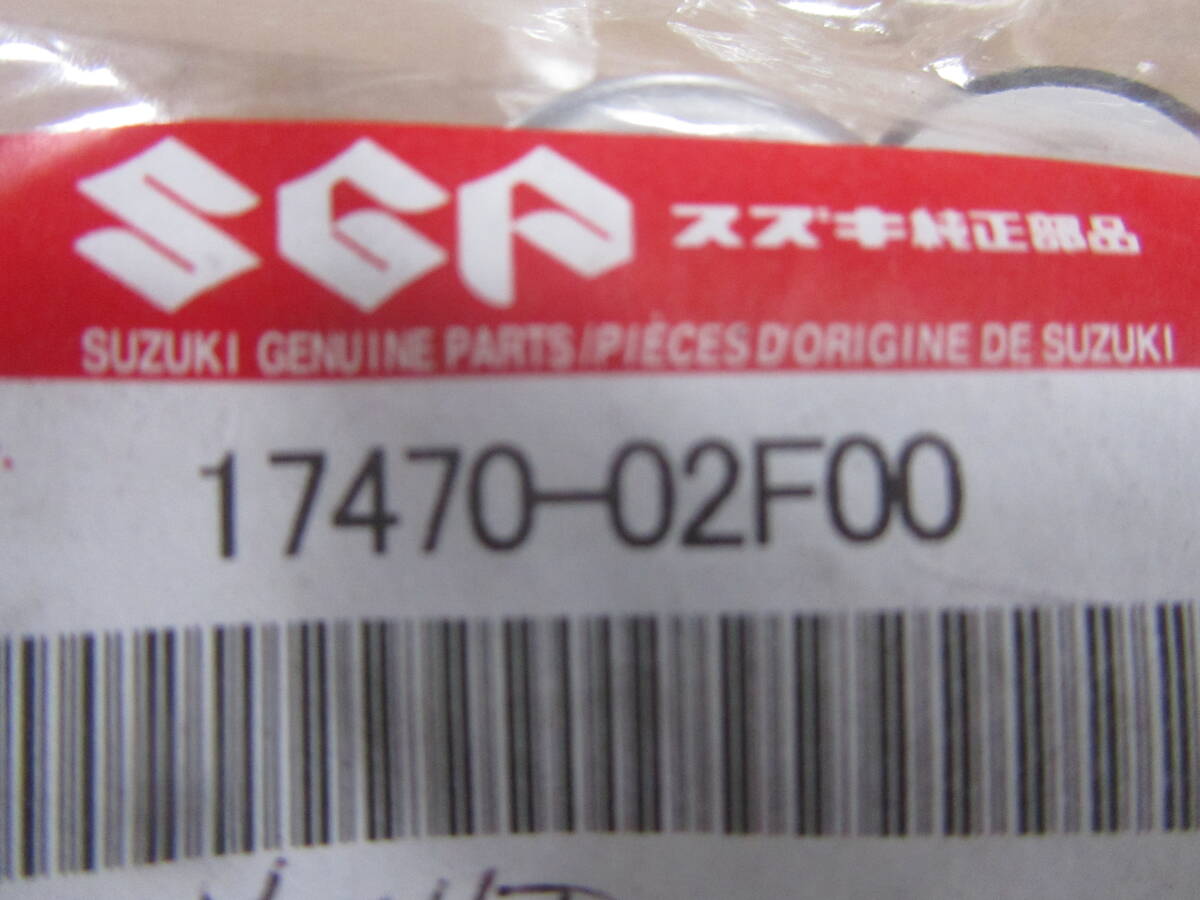 SGP スズキ純正部品
SUZUKI GENUINE PARTS/PIÈCES D'ORIGINE DE SUZUKI
17470-02F00